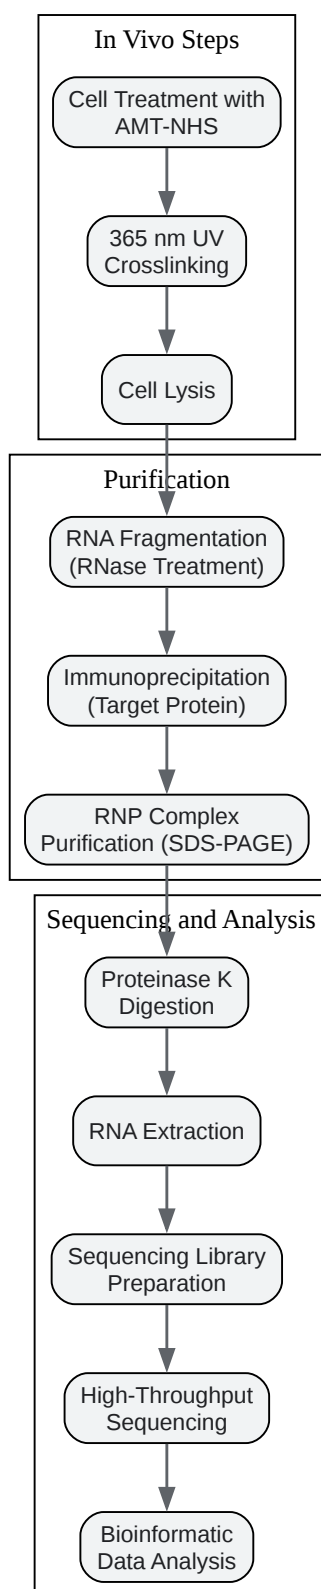 In Vivo Steps
Cell Treatment with
AMT-NHS
365 nm UV
Crosslinking
Cell Lysis
Purification
RNA Fragmentation
(RNase Treatment)
Immunoprecipitation
(Target Protein)
RNP Complex
Purification (SDS-PAGE)
Sequencing and Analysis
Proteinase K
Digestion
RNA Extraction
Sequencing Library
Preparation
High-Throughput
Sequencing
Bioinformatic
Data Analysis